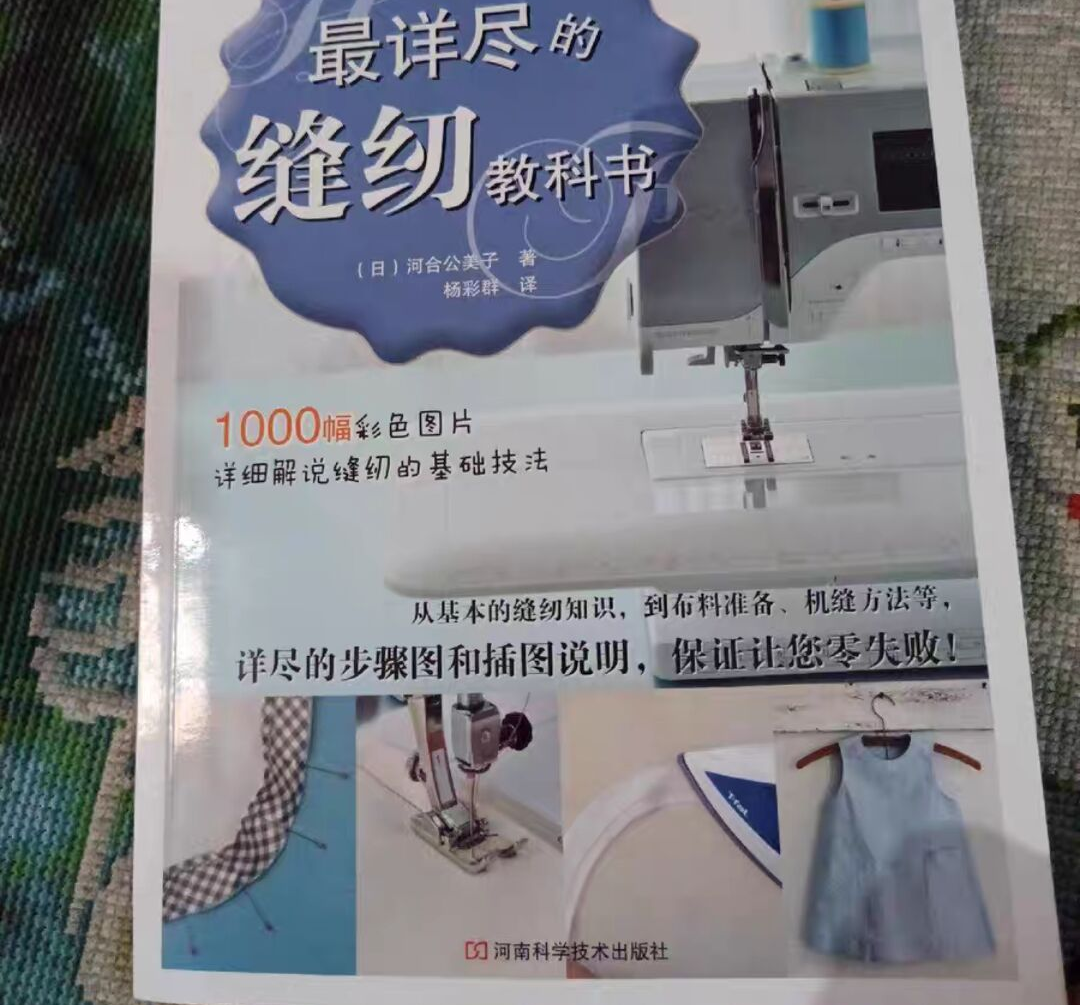 最详尽的
缝纫教科书
（日）河合公美子 著
杨彩群 译
1000幅彩色图片
详细解说缝纫的基础技法
从基本的缝纫知识，到布料准备、机缝方法等，
详尽的步骤图和插图说明，保证让您零失败！
河南科学技术出版社